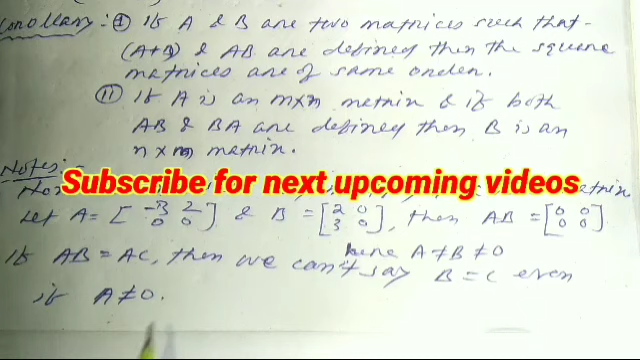 Corollary:- (I) If A & B are two matrices such that
(A+B) & AB are defined then the square
matrices are of same order.
(II) If A is an m×n metrix & if both
AB & BA are defined then B is an
n×m metrix.
Notes:-
Subscribe for next upcoming videos
Let A = [-3 2 0 0] & B = [2 0 3 0], then AB = [0 0 0 0]
here A≠B≠0
If AB = AC, then we can't say B = C even
if A≠0.